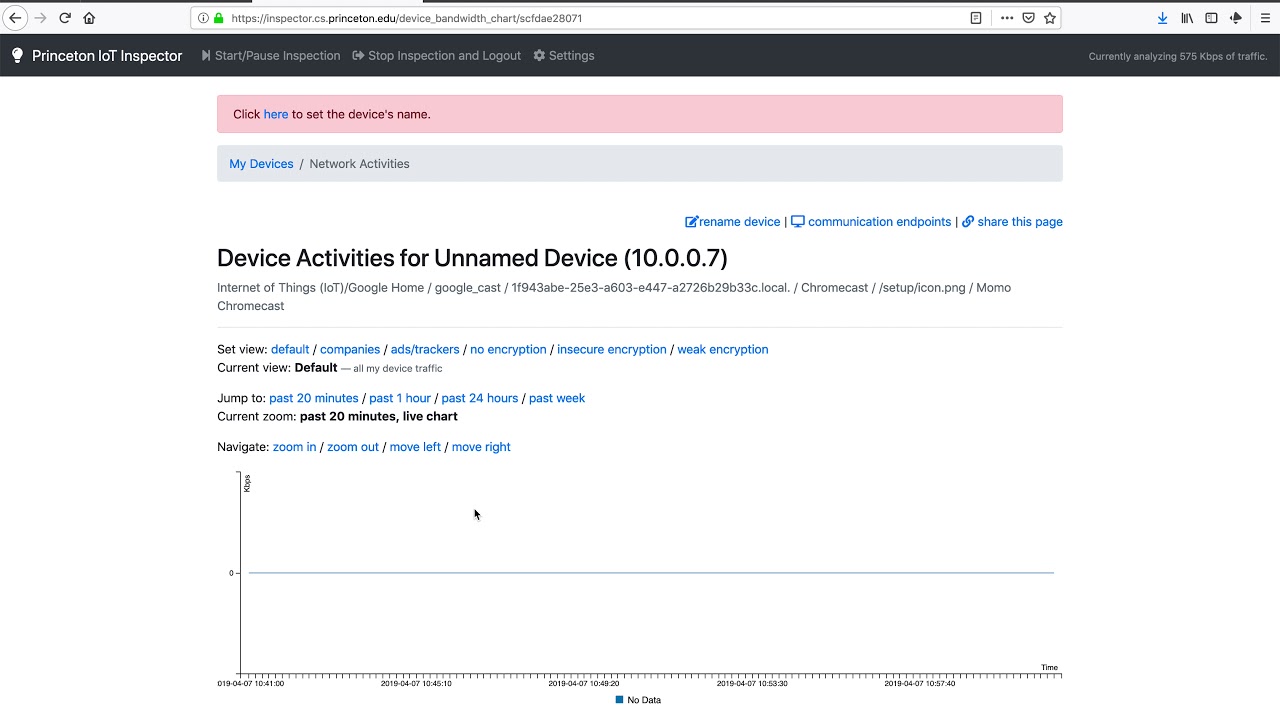 https://inspector.cs.princeton.edu/device_bandwidth_chart/scfdae28071
Princeton IoT Inspector Start/Pause Inspection Stop Inspection and Logout Settings Currently analyzing 575 Kbps of traffic.
Click here to set the device's name.
My Devices / Network Activities
rename device | communication endpoints | share this page
Device Activities for Unnamed Device (10.0.0.7)
Internet of Things (IoT)/Google Home / google_cast / 1f943abe-25e3-a603-e447-a2726b29b33c.local. / Chromecast / /setup/icon.png / Momo
Chromecast
Set view: default / companies / ads/trackers / no encryption / insecure encryption / weak encryption
Current view: Default — all my device traffic
Jump to: past 20 minutes / past 1 hour / past 24 hours / past week
Current zoom: past 20 minutes, live chart
Navigate: zoom in / zoom out / move left / move right
Kbps
0
Time
019-04-07 10:41:00 2019-04-07 10:45:10 2019-04-07 10:49:20 2019-04-07 10:53:30 2019-04-07 10:57:40
No Data